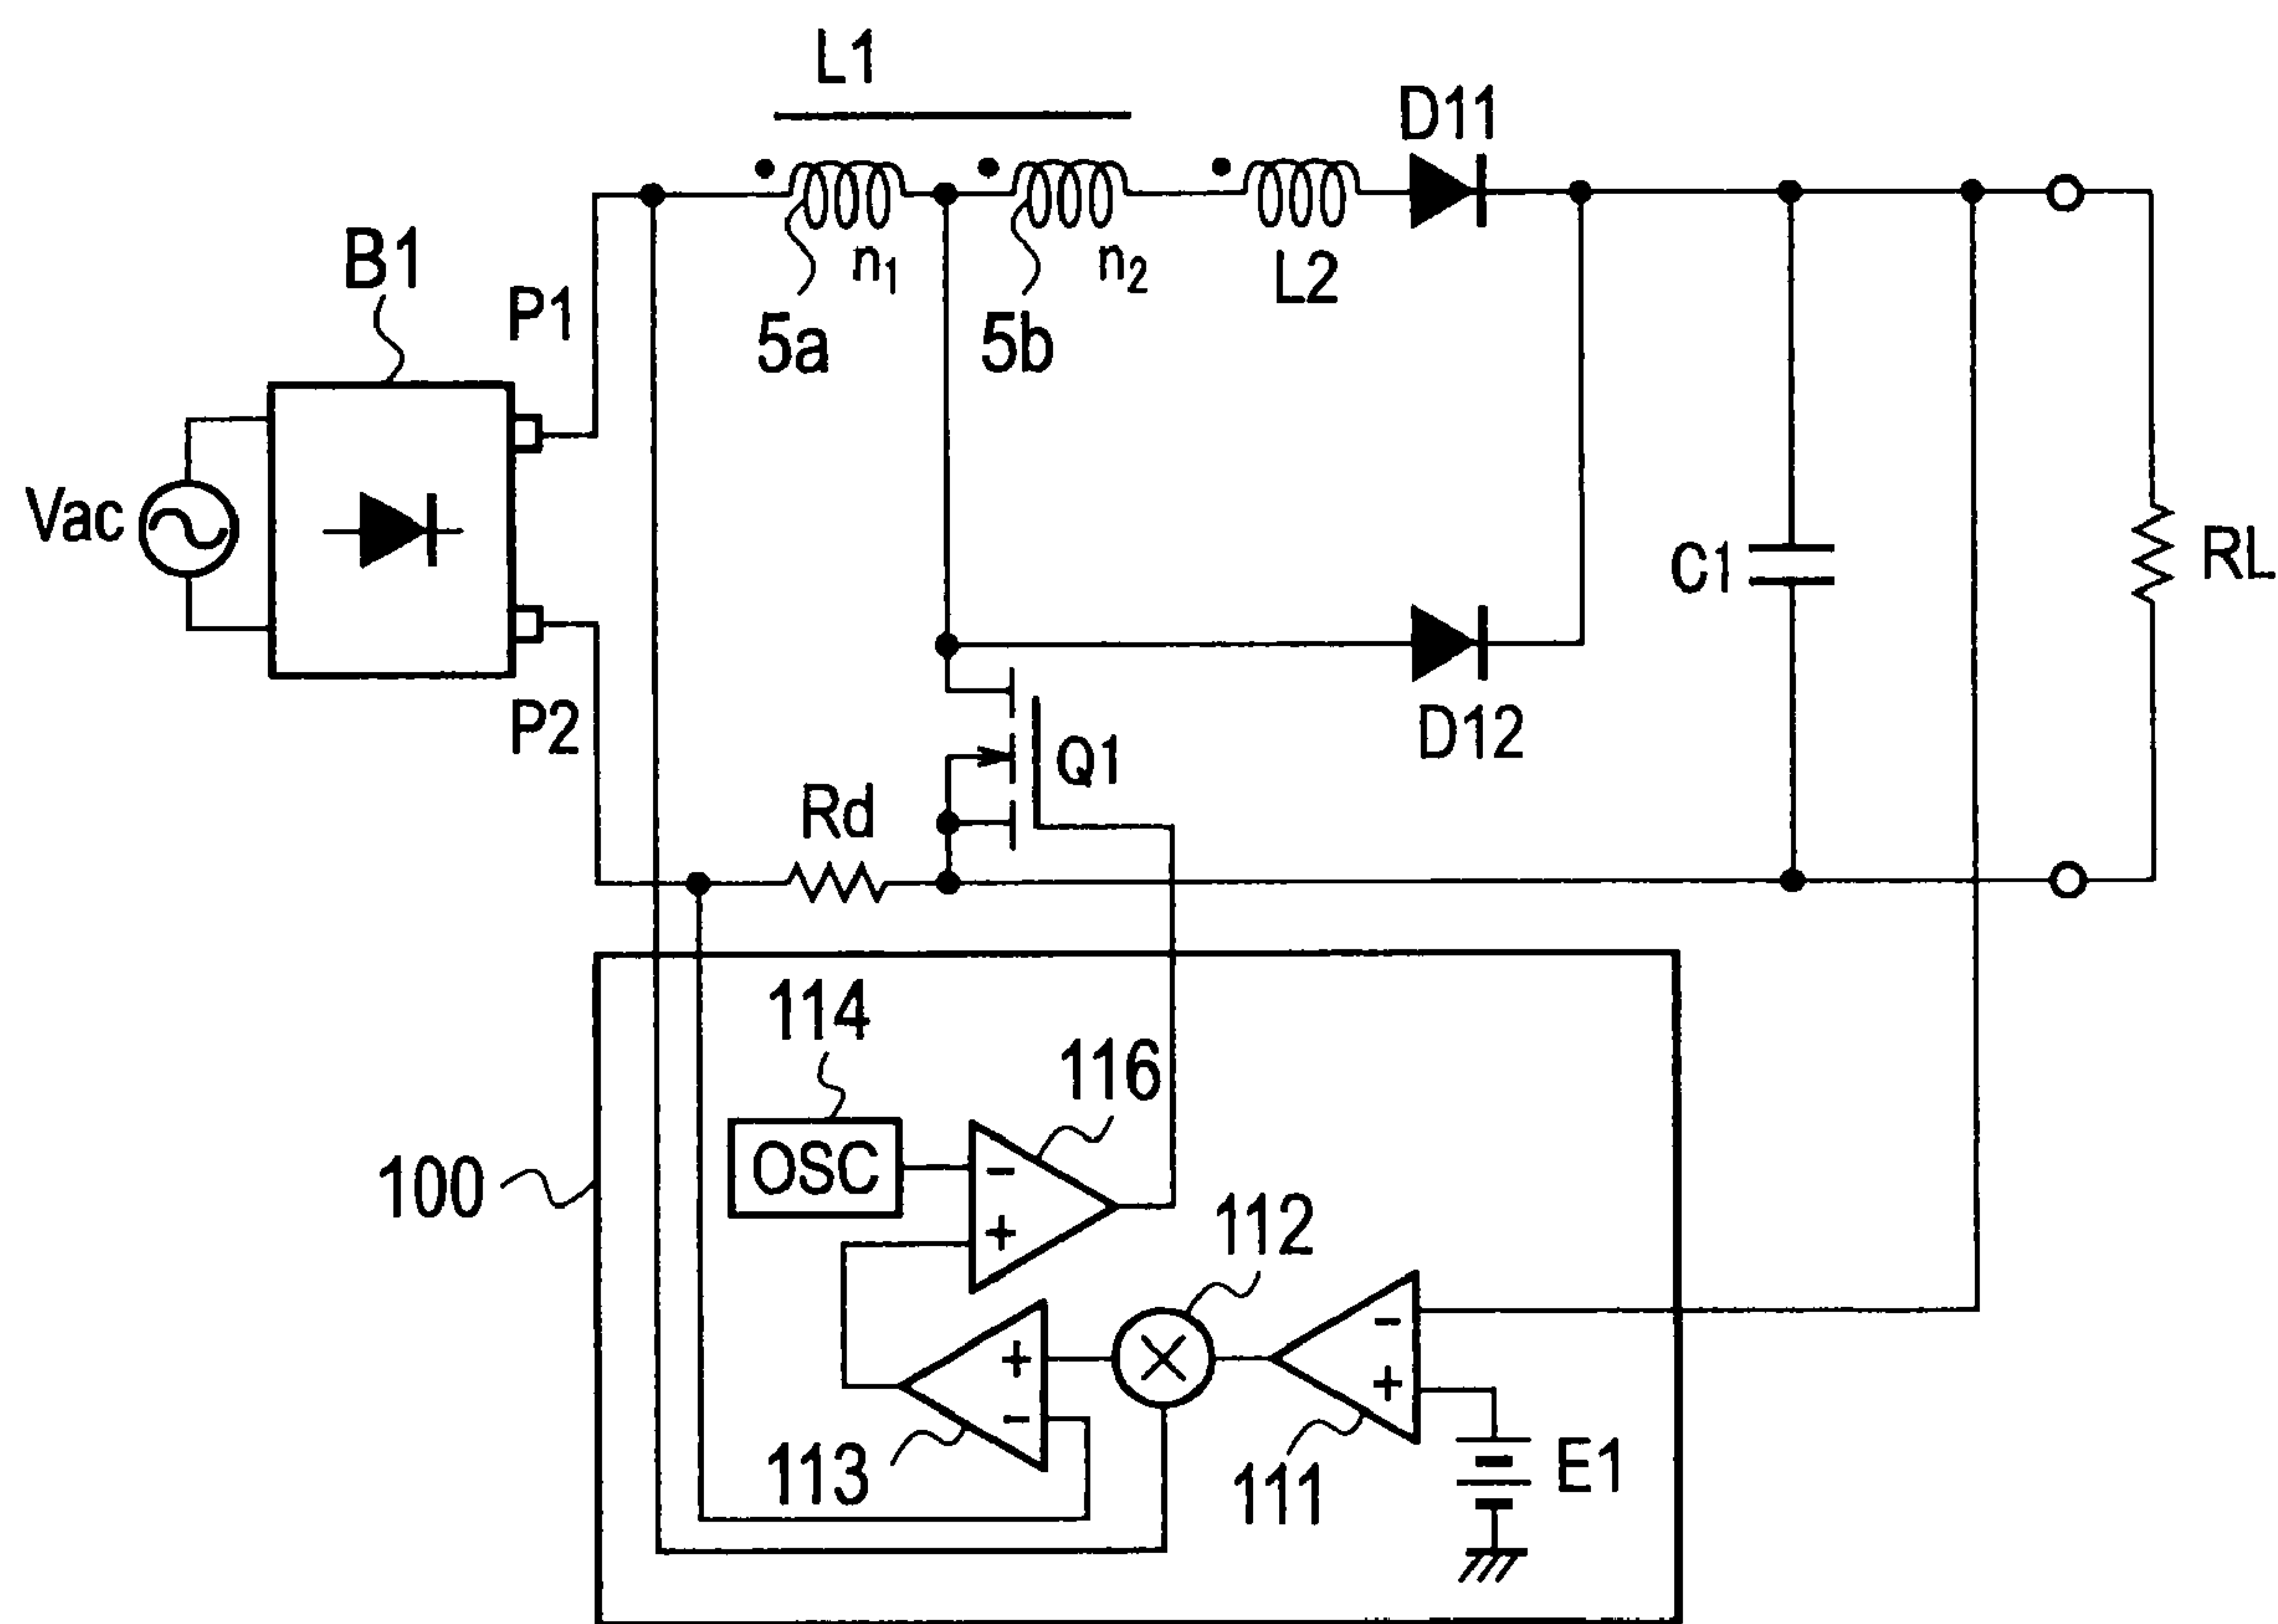 L1
D11
B1
P1
n1
n2
L2
5a
5b
Vac
C1
RL
P2
D12
Q1
Rd
114
116
100
OSC
-
+
112
+
-
-
+
113
111
E1